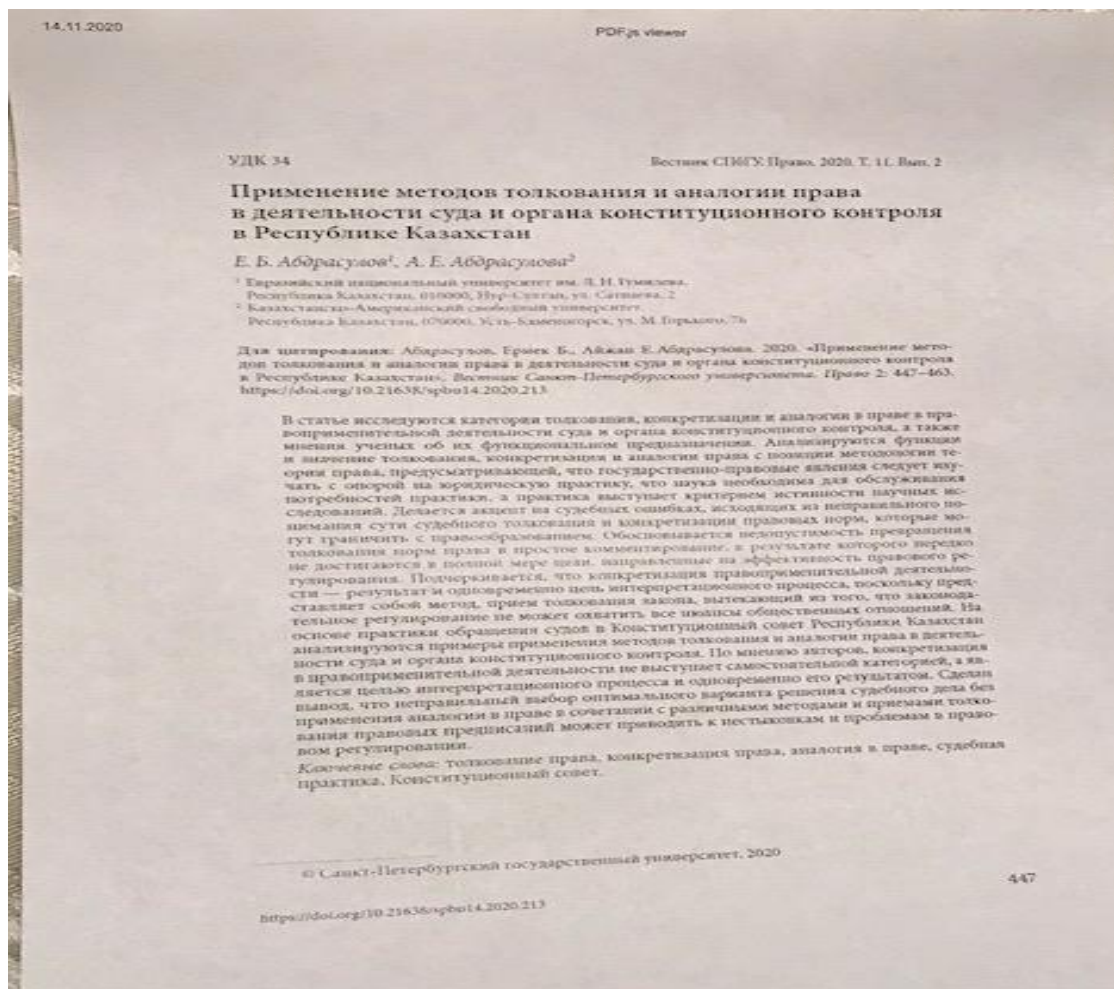 14.11.2020
PDF.js viewer
УДК 34
Вестник СПбГУ. Право. 2020. Т. 11. Вып. 2
Применение методов толкования и аналогии права
в деятельности суда и органа конституционного контроля
в Республике Казахстан
Е. Б. Абдрасулов¹, А. Е. Абдрасулова²
¹ Евразийский национальный университет им. Л. Н. Гумилева,
Республика Казахстан, 010000, Нур-Султан, ул. Сатпаева, 2
² Казахстанско-Американский свободный университет,
Республика Казахстан, 070000, Усть-Каменогорск, ул. М. Горького, 76
Для цитирования: Абдрасулов, Ермек Б., Айжан Е. Абдрасулова. 2020. «Применение мето-
дов толкования и аналогии права в деятельности суда и органа конституционного контроля
в Республике Казахстан». Вестник Санкт-Петербургского университета. Право 2: 447–463.
https://doi.org/10.21638/spbu14.2020.213
В статье исследуются категории толкования, конкретизации и аналогии в праве в пра-
воприменительной деятельности суда и органа конституционного контроля, а также
мнения ученых об их функциональном предназначении. Анализируются функции
и значение толкования, конкретизации и аналогии права с позиции методологии те-
ории права, предусматривающей, что государственно-правовые явления следует изу-
чать с опорой на юридическую практику, что наука необходима для обслуживания
потребностей практики, а практика выступает критерием истинности научных ис-
следований. Делается акцент на судебных ошибках, исходящих из неправильного по-
нимания сути судебного толкования и конкретизации правовых норм, которые мо-
гут граничить с правообразованием. Обосновывается недопустимость превращения
толкования норм права в простое комментирование, в результате которого нередко
не достигаются в полной мере цели, направленные на эффективность правового ре-
гулирования. Подчеркивается, что конкретизация правоприменительной деятельно-
сти — результат и одновременно цель интерпретационного процесса, поскольку пред-
ставляет собой метод, прием толкования закона, вытекающий из того, что законода-
тельное регулирование не может охватить все нюансы общественных отношений. На
основе практики обращения судов в Конституционный совет Республики Казахстан
анализируются примеры применения методов толкования и аналогии права в деятель-
ности суда и органа конституционного контроля. По мнению авторов, конкретизация
в правоприменительной деятельности не выступает самостоятельной категорией, а яв-
ляется целью интерпретационного процесса и одновременно его результатом. Сделан
вывод, что неправильный выбор оптимального варианта решения судебного дела без
применения аналогии в праве в сочетании с различными методами и приемами толко-
вания правовых предписаний может приводить к нестыковкам и проблемам в право-
вом регулировании.
Ключевые слова: толкование права, конкретизация права, аналогия в праве, судебная
практика, Конституционный совет.
© Санкт-Петербургский государственный университет, 2020
447
https://doi.org/10.21638/spbu14.2020.213